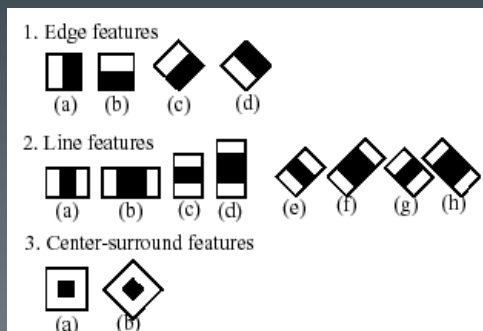 1. Edge features
(a) (b) (c) (d)
2. Line features
(a) (b) (c) (d) (e) (f) (g) (h)
3. Center-surround features
(a) (b)